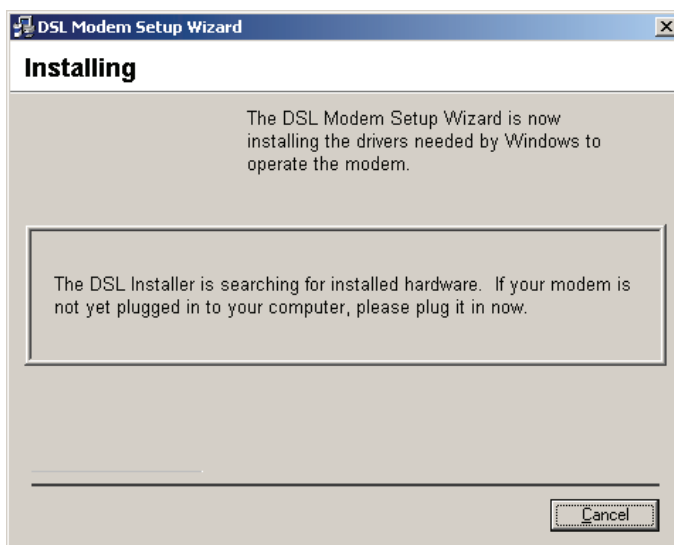 DSL Modem Setup Wizard
Installing
The DSL Modem Setup Wizard is now
installing the drivers needed by Windows to
operate the modem.
The DSL Installer is searching for installed hardware.  If your modem is
not yet plugged in to your computer, please plug it in now.
Cancel